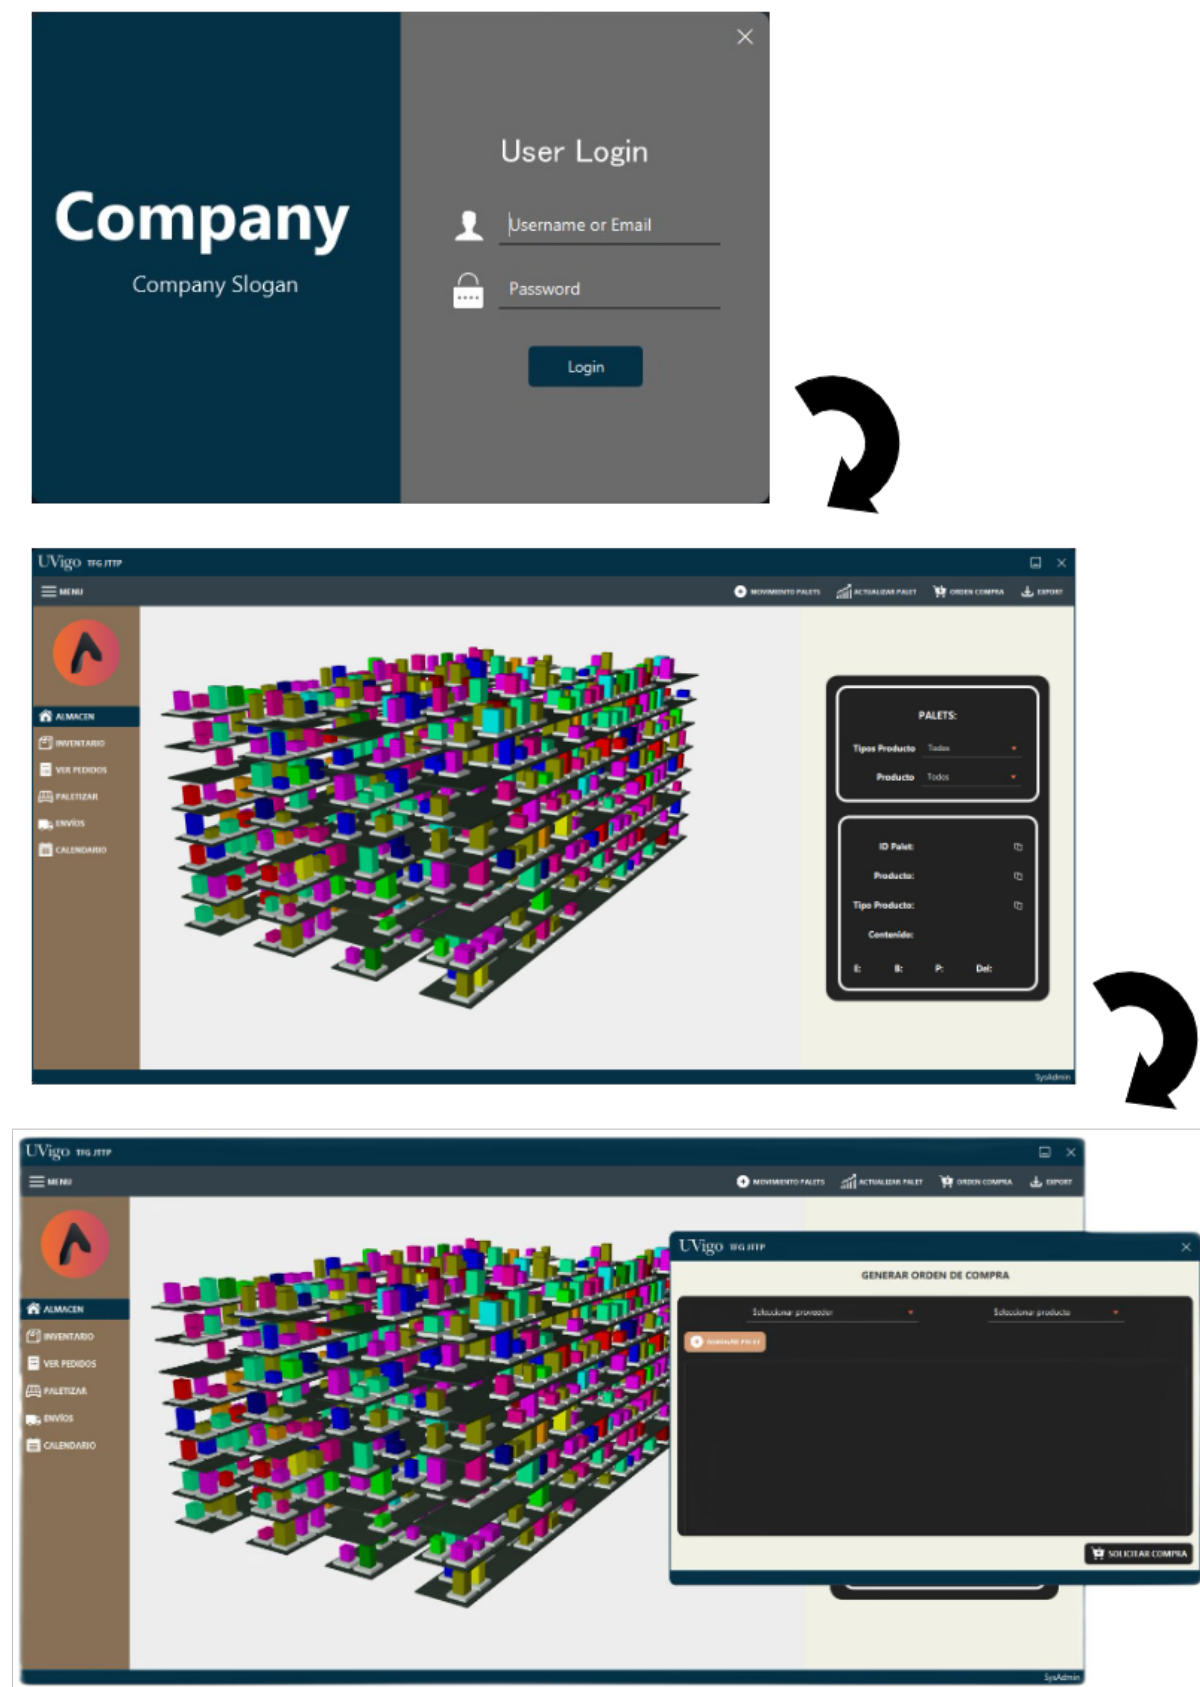 User Login
Company
Company Slogan
Username or Email
Password
Login
UVigo TFG JTTP
MENU
MOVIMIENTO PALETS ACTUALIZAR PALET ORDEN COMPRA EXPORT
ALMACEN
INVENTARIO
VER PEDIDOS
PALETIZAR
ENVÍOS
CALENDARIO
PALETS:
Tipos Producto Todos
Producto Todos
ID Palet:
Producto:
Tipo Producto:
Contenido:
E: B: P: Del:
SysAdmin
UVigo TFG JTTP
MENU
MOVIMIENTO PALETS ACTUALIZAR PALET ORDEN COMPRA EXPORT
ALMACEN
INVENTARIO
VER PEDIDOS
PALETIZAR
ENVÍOS
CALENDARIO
UVigo TFG JTTP
GENERAR ORDEN DE COMPRA
Seleccionar proveedor Seleccionar producto
SOLICITAR COMPRA
SysAdmin